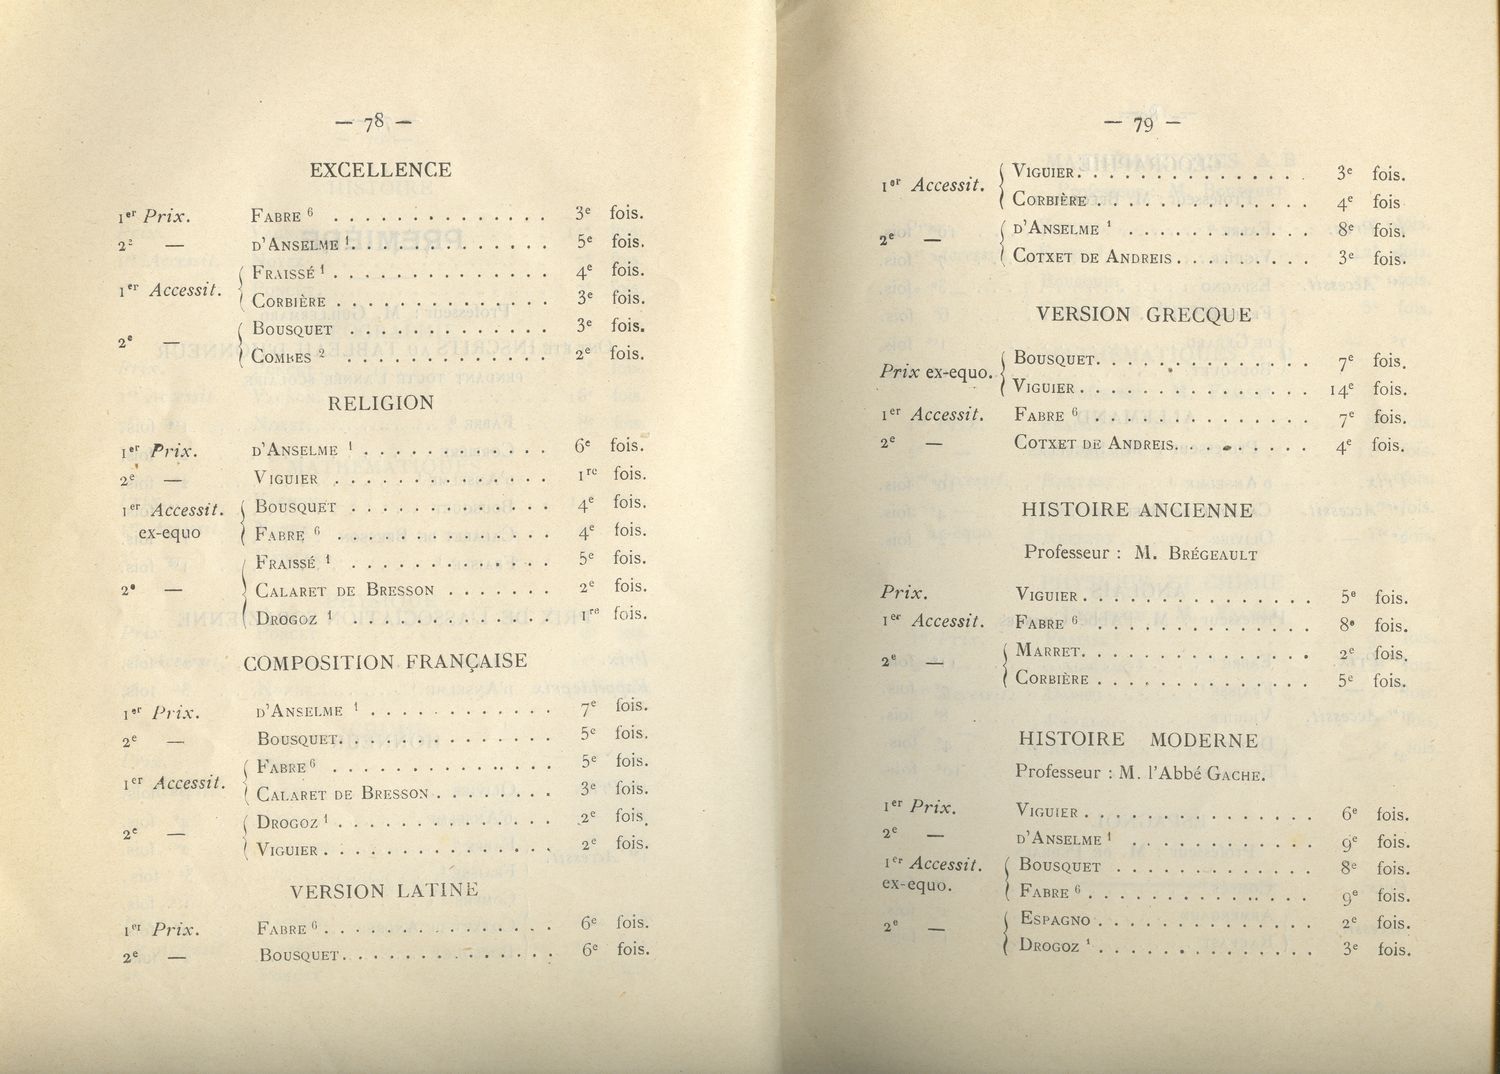 — 78 —
EXCELLENCE
1er Prix. FABRE 6 . . . . . . . . . . . . . . 3e fois.
2e — D'ANSELME 1. . . . . . . . . . . . . 5e fois.
1er Accessit. { FRAISSÉ 1 . . . . . . . . . . . . . 4e fois.
CORBIÈRE . . . . . . . . . . . . . 3e fois.
2e — { BOUSQUET . . . . . . . . . . . . . 3e fois.
COMBES 2 . . . . . . . . . . . . . 2e fois.
RELIGION
1er Prix. D'ANSELME 1 . . . . . . . . . . . . 6e fois.
2e — VIGUIER . . . . . . . . . . . . . 1re fois.
1er Accessit. { BOUSQUET . . . . . . . . . . . . . 4e fois.
ex-equo FABRE 6 . . . . . . . . . . . . . 4e fois.
{ FRAISSÉ 1 . . . . . . . . . . . . . 5e fois.
2e — CALARET DE BRESSON . . . . . . . 2e fois.
DROGOZ 1 . . . . . . . . . . . . . 1re fois.
COMPOSITION FRANÇAISE
1er Prix. D'ANSELME 1 . . . . . . . . . . . . 7e fois.
2e — BOUSQUET. . . . . . . . . . . . . 5e fois.
1er Accessit. { FABRE 6 . . . . . . . . . . . . . 5e fois.
CALARET DE BRESSON . . . . . . . . 3e fois.
2e — { DROGOZ 1 . . . . . . . . . . . . . 2e fois.
VIGUIER . . . . . . . . . . . . . 2e fois.
VERSION LATINE
1er Prix. FABRE 6 . . . . . . . . . . . . . 6e fois.
2e — BOUSQUET. . . . . . . . . . . . . 6e fois.
— 79 —
1er Accessit. { VIGUIER. . . . . . . . . . . . . 3e fois.
CORBIÈRE . . . . . . . . . . . . . 4e fois
2e — { D'ANSELME 1 . . . . . . . . . . . . 8e fois.
COTXET DE ANDREIS . . . . . . . . 3e fois.
VERSION GRECQUE
Prix ex-equo. { BOUSQUET. . . . . . . . . . . . . 7e fois.
VIGUIER . . . . . . . . . . . . . 14e fois.
1er Accessit. FABRE 6 . . . . . . . . . . . . . 7e fois.
2e — COTXET DE ANDREIS. . . . . . . . 4e fois.
HISTOIRE ANCIENNE
Professeur : M. BRÉGEAULT
Prix. VIGUIER . . . . . . . . . . . . . 5e fois.
1er Accessit. FABRE 6 . . . . . . . . . . . . . 8e fois.
2e — { MARRET. . . . . . . . . . . . . 2e fois.
CORBIÈRE . . . . . . . . . . . . . 5e fois.
HISTOIRE MODERNE
Professeur : M. l'Abbé GACHE.
1er Prix. VIGUIER . . . . . . . . . . . . . 6e fois.
2e — D'ANSELME 1 . . . . . . . . . . . . 9e fois.
1er Accessit. { BOUSQUET . . . . . . . . . . . . . 8e fois.
ex-equo. FABRE 6 . . . . . . . . . . . . . 9e fois.
2e — { ESPAGNO . . . . . . . . . . . . . 2e fois.
DROGOZ 1 . . . . . . . . . . . . . 3e fois.